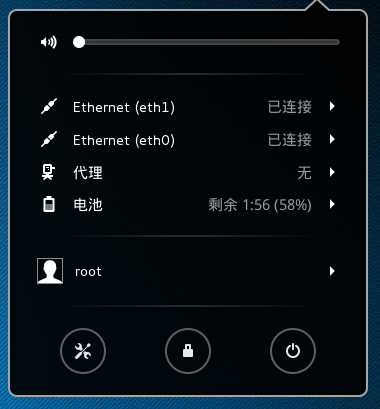 Ethernet (eth1) 已连接
Ethernet (eth0) 已连接
代理 无
电池 剩余 1:56 (58%)
root